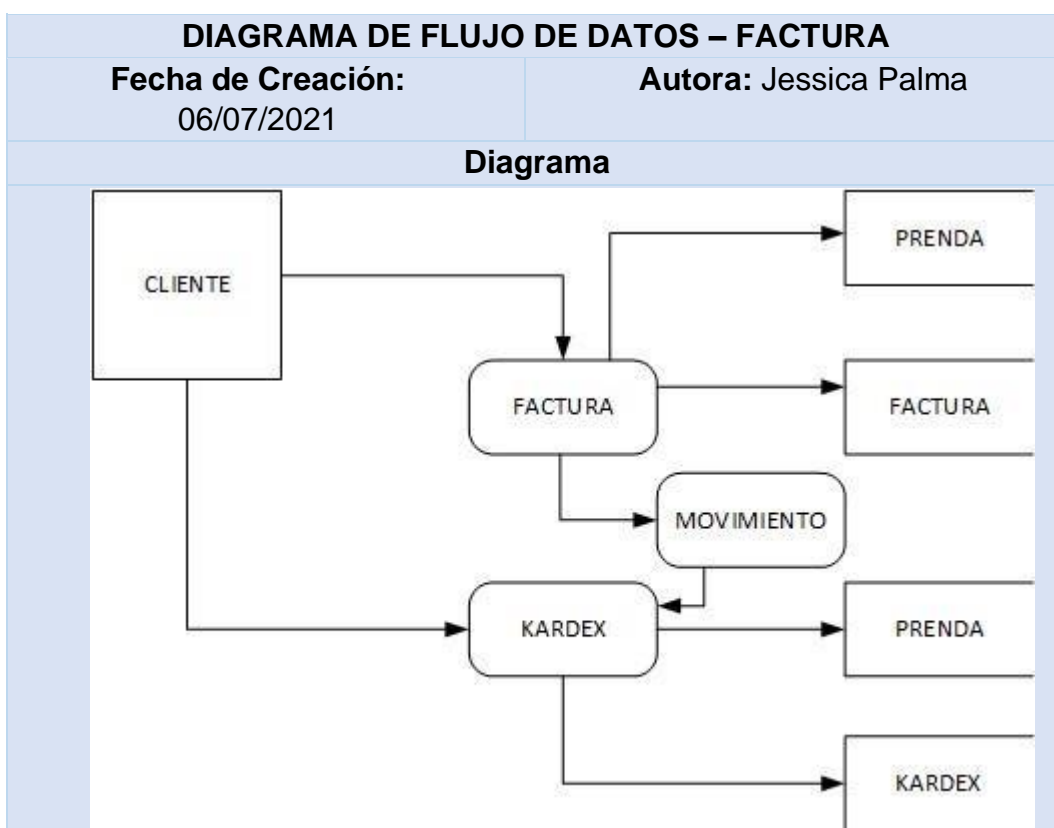 DIAGRAMA DE FLUJO DE DATOS – FACTURA
Fecha de Creación:
06/07/2021
Autora: Jessica Palma
Diagrama
PRENDA
CLIENTE
FACTURA
FACTURA
MOVIMIENTO
KARDEX
PRENDA
KARDEX